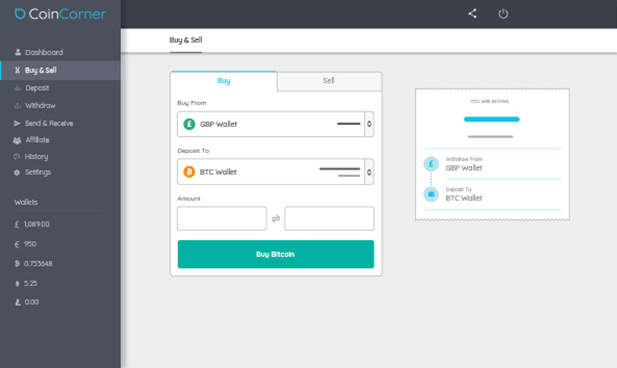 CoinCorner
Dashboard
Buy & Sell
Deposit
Withdraw
Send & Receive
Affiliate
History
Settings
Wallets
£ 1,089.00
€ 950
0.753648
5.25
Ł 0.00
Buy & Sell
Buy
Sell
Buy From
£ GBP Wallet
Deposit To
BTC Wallet
Amount
Buy Bitcoin
YOU ARE BUYING
£
Withdraw From
GBP Wallet
Deposit To
BTC Wallet